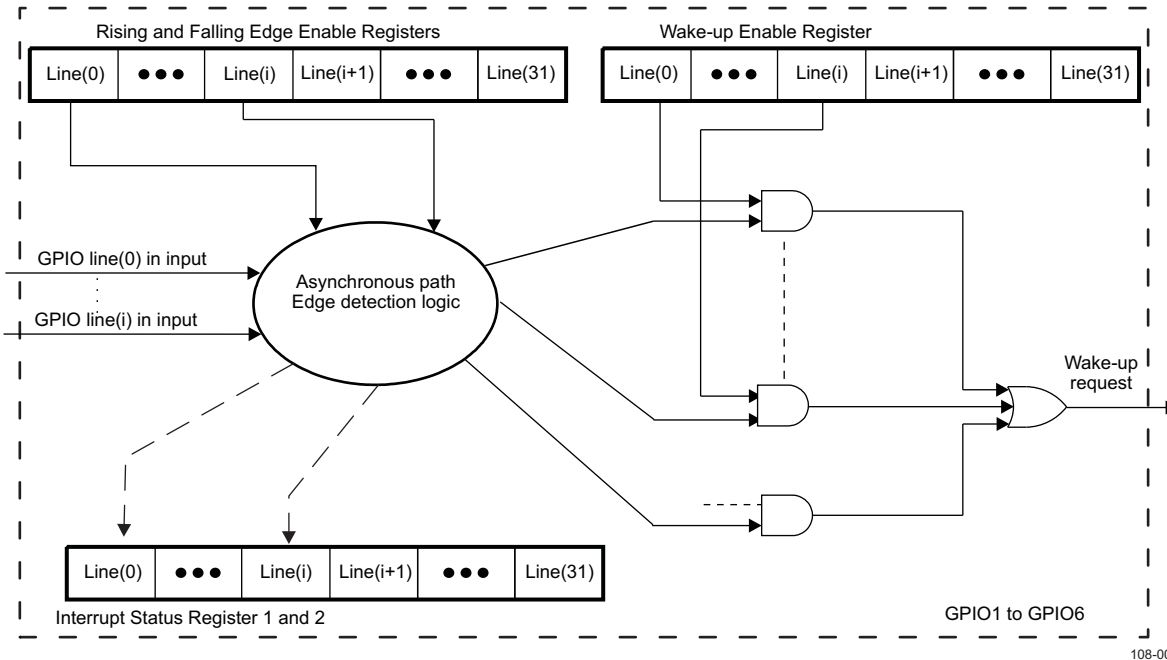 Rising and Falling Edge Enable Registers
Wake-up Enable Register
Line(0) ●●● Line(i) Line(i+1) ●●● Line(31)
Line(0) ●●● Line(i) Line(i+1) ●●● Line(31)
GPIO line(0) in input
Asynchronous path
Edge detection logic
GPIO line(i) in input
Wake-up
request
Line(0) ●●● Line(i) Line(i+1) ●●● Line(31)
Interrupt Status Register 1 and 2
GPIO1 to GPIO6